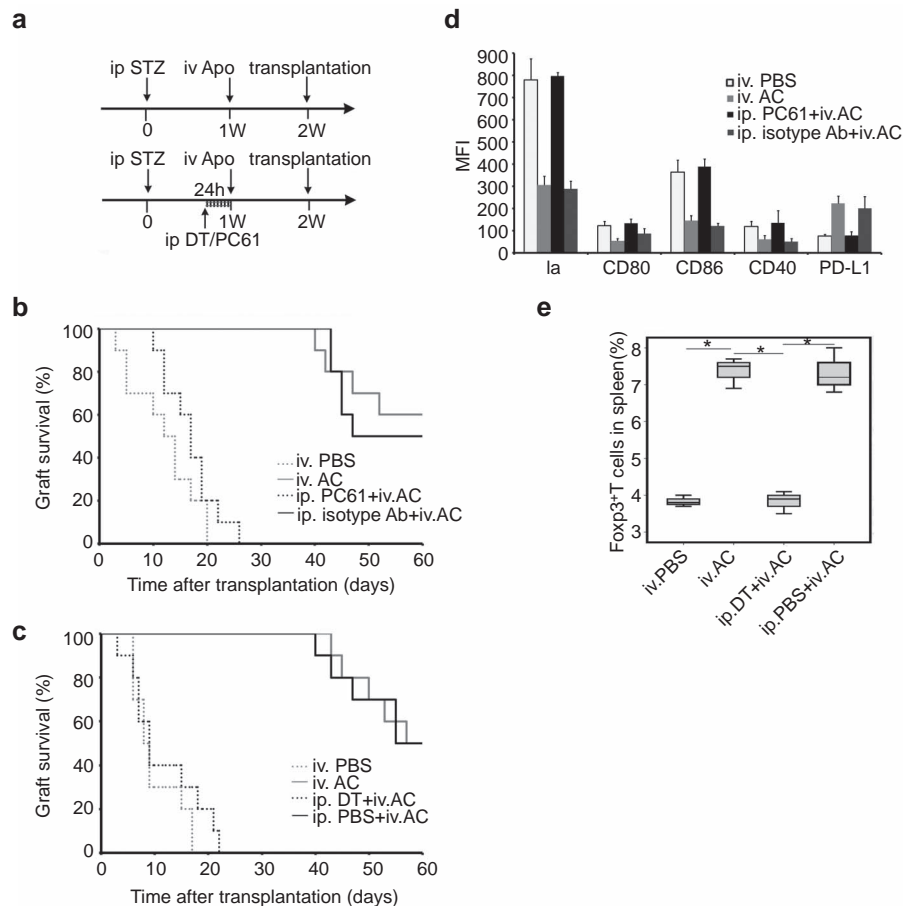 a
ip STZ iv Apo transplantation
0 1W 2W
ip STZ iv Apo transplantation
24h
0 1W 2W
ip DT/PC61
b
Graft survival (%)
100
80
60
40
20
0
iv. PBS
iv. AC
ip. PC61+iv.AC
ip. isotype Ab+iv.AC
0 10 20 30 40 50 60
Time after transplantation (days)
c
Graft survival (%)
100
80
60
40
20
0
iv. PBS
iv. AC
ip. DT+iv.AC
ip. PBS+iv.AC
0 10 20 30 40 50 60
Time after transplantation (days)
d
MFI
900
800
700
600
500
400
300
200
100
0
iv. PBS
iv. AC
ip. PC61+iv.AC
ip. isotype Ab+iv.AC
Ia CD80 CD86 CD40 PD-L1
e
Foxp3+T cells in spleen(%)
8
7
6
5
4
3
* * *
iv.PBS
iv.AC
ip.DT+iv.AC
ip.PBS+iv.AC